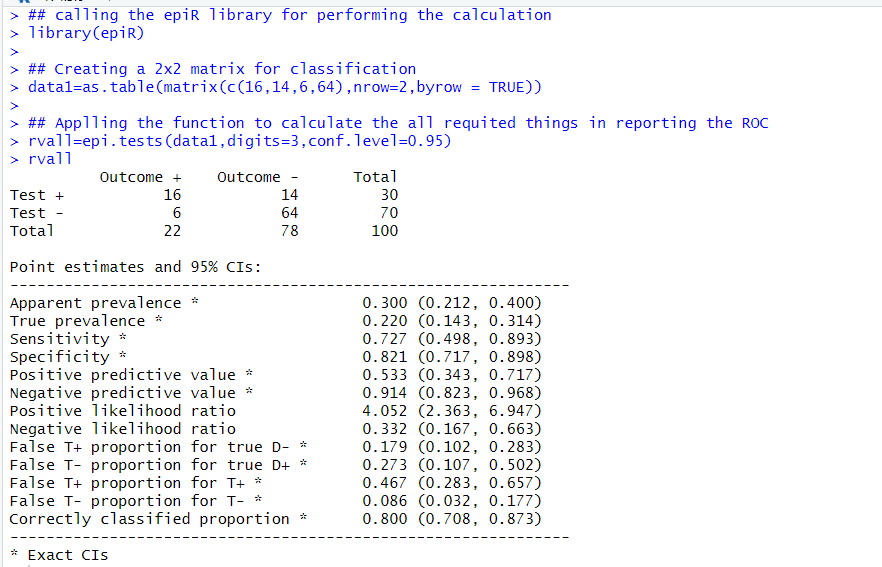 > ## calling the epiR library for performing the calculation
> library(epiR)
>
> ## Creating a 2x2 matrix for classification
> data1=as.table(matrix(c(16,14,6,64),nrow=2,byrow = TRUE))
>
> ## Applling the function to calculate the all requited things in reporting the ROC
> rvall=epi.tests(data1,digits=3,conf.level=0.95)
> rvall
Outcome + Outcome - Total
Test + 16 14 30
Test - 6 64 70
Total 22 78 100
Point estimates and 95% CIs:
--------------------------------------------------------------
Apparent prevalence * 0.300 (0.212, 0.400)
True prevalence * 0.220 (0.143, 0.314)
Sensitivity * 0.727 (0.498, 0.893)
Specificity * 0.821 (0.717, 0.898)
Positive predictive value * 0.533 (0.343, 0.717)
Negative predictive value * 0.914 (0.823, 0.968)
Positive likelihood ratio 4.052 (2.363, 6.947)
Negative likelihood ratio 0.332 (0.167, 0.663)
False T+ proportion for true D- * 0.179 (0.102, 0.283)
False T- proportion for true D+ * 0.273 (0.107, 0.502)
False T+ proportion for T+ * 0.467 (0.283, 0.657)
False T- proportion for T- * 0.086 (0.032, 0.177)
Correctly classified proportion * 0.800 (0.708, 0.873)
--------------------------------------------------------------
* Exact CIs